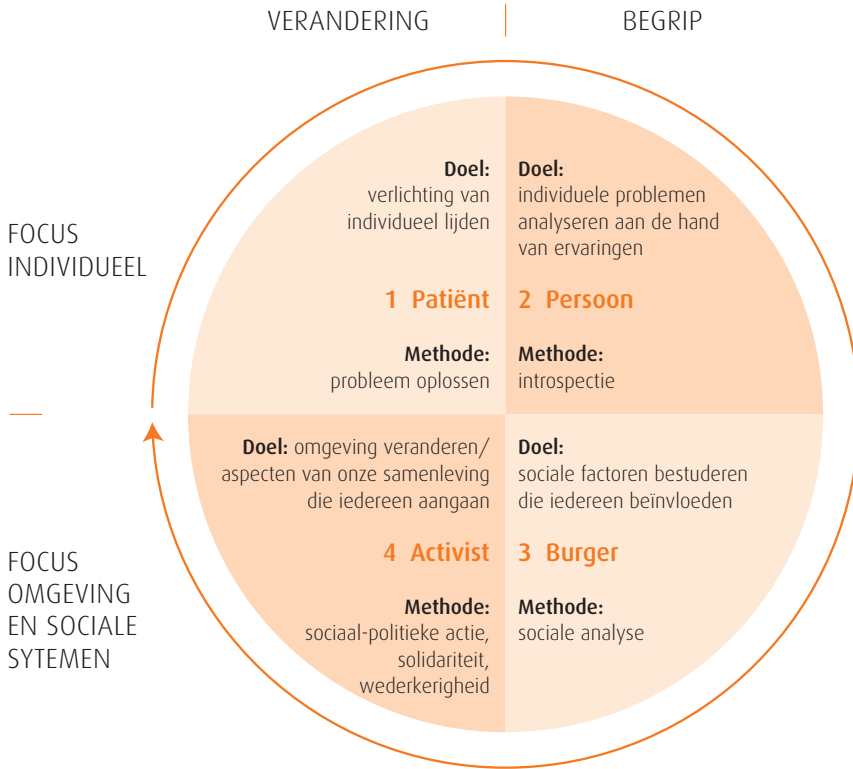 VERANDERING
BEGRIP
FOCUS
INDIVIDUEEL
Doel:
verlichting van
individueel lijden
1 Patiënt
Methode:
probleem oplossen
Doel:
individuele problemen
analyseren aan de hand
van ervaringen
2 Persoon
Methode:
introspectie
FOCUS
OMGEVING
EN SOCIALE
SYTEMEN
Doel: omgeving veranderen/
aspecten van onze samenleving
die iedereen aangaan
4 Activist
Methode:
sociaal-politieke actie,
solidariteit,
wederkerigheid
Doel:
sociale factoren bestuderen
die iedereen beïnvloeden
3 Burger
Methode:
sociale analyse